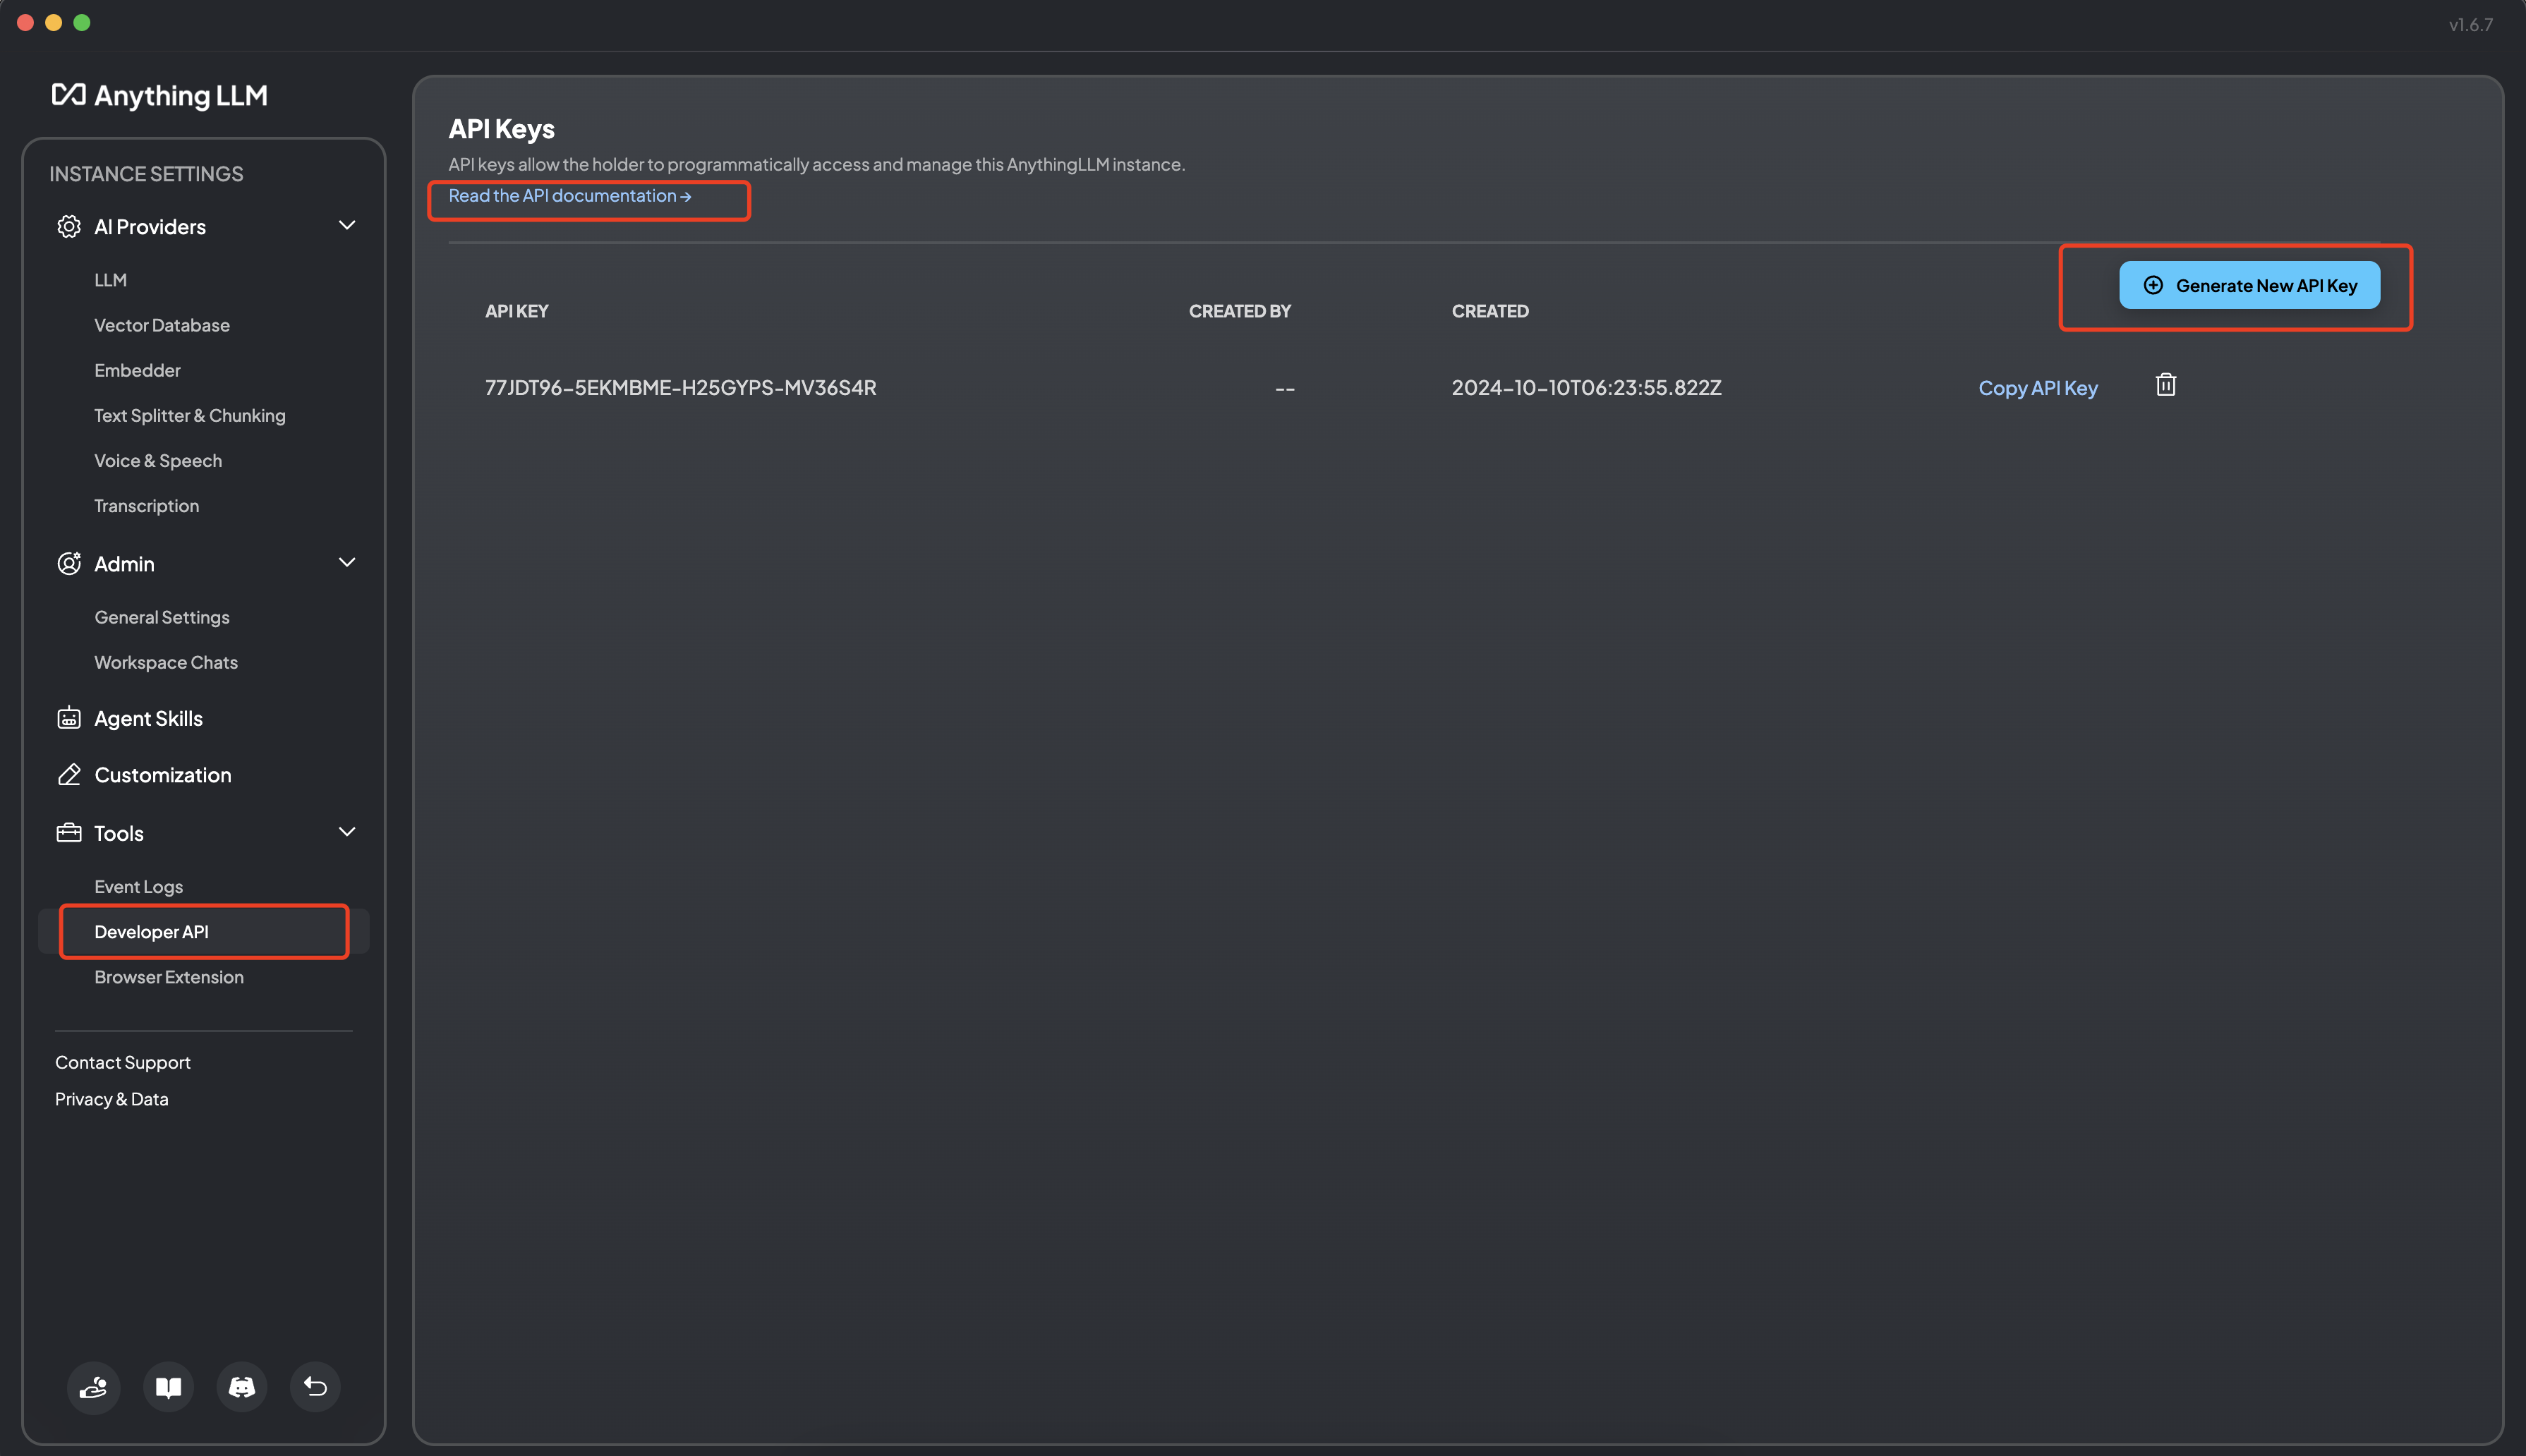 v1.6.7
Anything LLM
INSTANCE SETTINGS
AI Providers
LLM
Vector Database
Embedder
Text Splitter & Chunking
Voice & Speech
Transcription
Admin
General Settings
Workspace Chats
Agent Skills
Customization
Tools
Event Logs
Developer API
Browser Extension
Contact Support
Privacy & Data
API Keys
API keys allow the holder to programmatically access and manage this AnythingLLM instance.
Read the API documentation →
Generate New API Key
API KEY CREATED BY CREATED
77JDT96-5EKMBME-H25GYPS-MV36S4R -- 2024-10-10T06:23:55.822Z Copy API Key